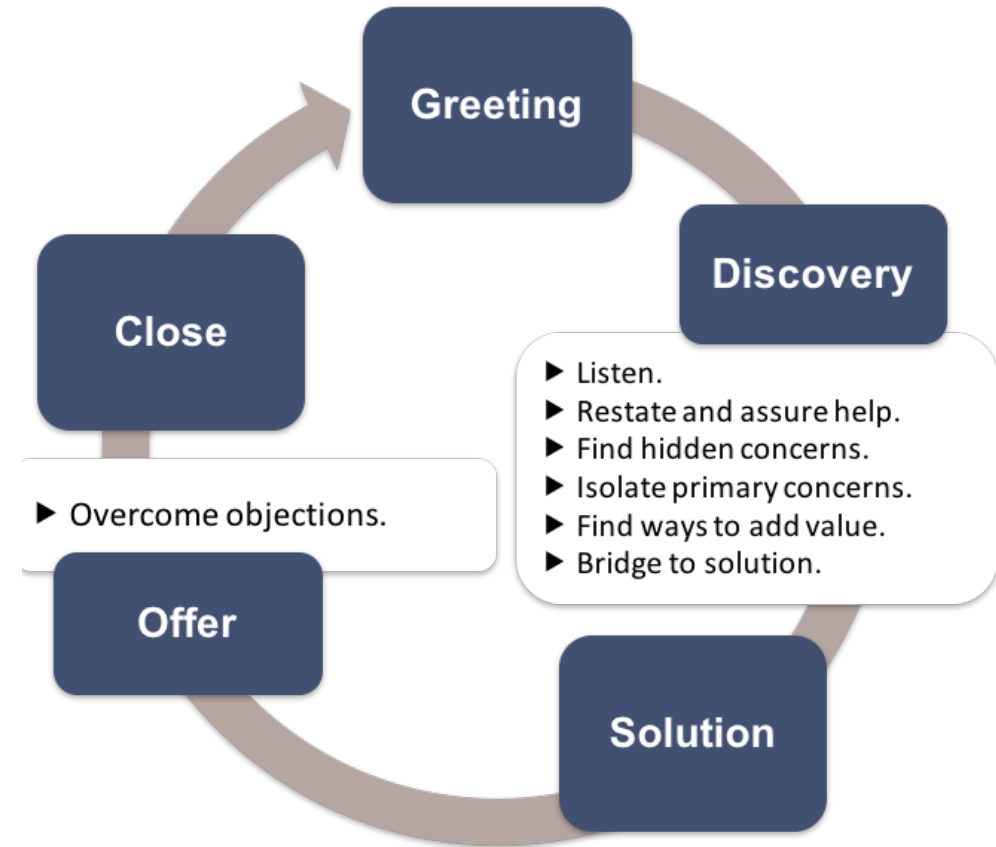 Greeting
Discovery
▶ Listen.
▶ Restate and assure help.
▶ Find hidden concerns.
▶ Isolate primary concerns.
▶ Find ways to add value.
▶ Bridge to solution.
Solution
Offer
▶ Overcome objections.
Close